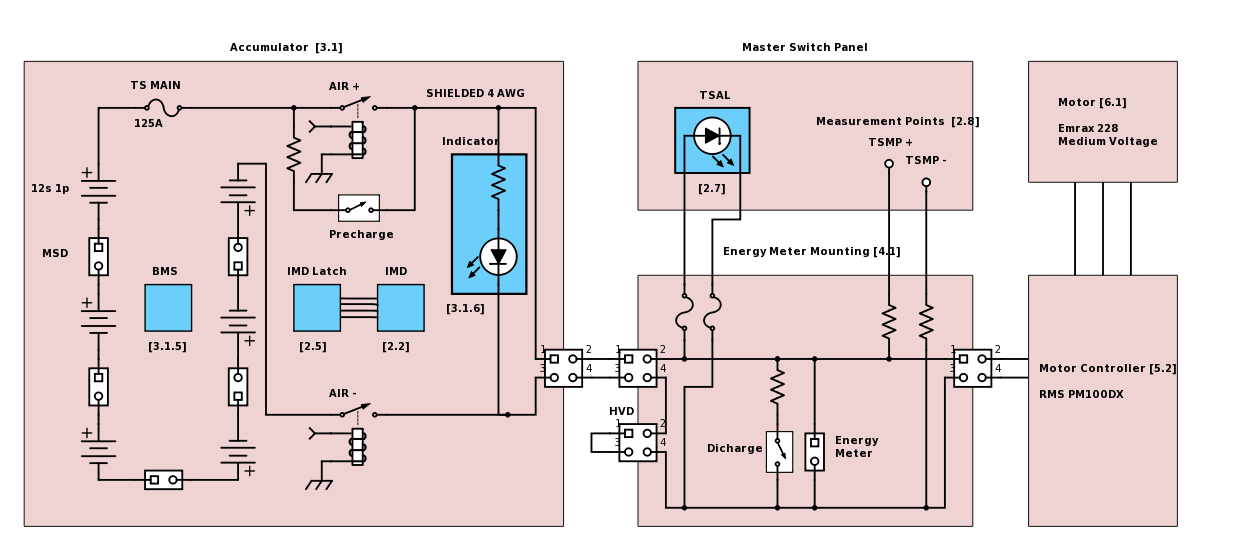 Accumulator [3.1]
Master Switch Panel
TS MAIN
125A
AIR +
SHIELDED 4 AWG
Indicator
12s 1p
MSD
Precharge
BMS
[3.1.5]
IMD Latch
[2.5]
IMD
[2.2]
[3.1.6]
AIR -
1
2
3
4
1
2
3
4
HVD
1
2
3
4
TSAL
[2.7]
Measurement Points [2.8]
TSMP +
TSMP -
Energy Meter Mounting [4.1]
Dicharge
Energy
Meter
1
2
3
4
Motor [6.1]
Emrax 228
Medium Voltage
Motor Controller [5.2]
RMS PM100DX